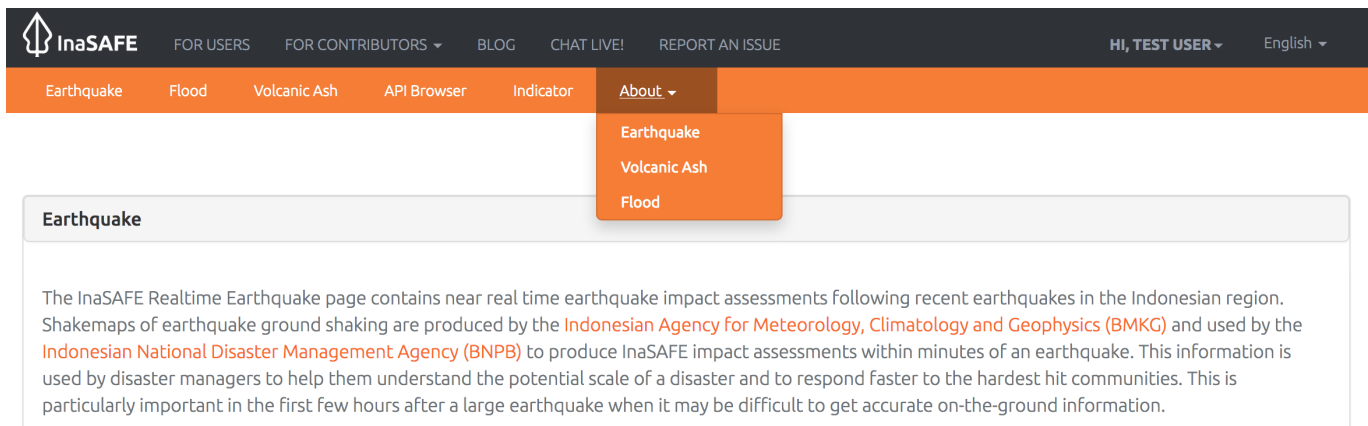 InaSAFE FOR USERS FOR CONTRIBUTORS BLOG CHAT LIVE! REPORT AN ISSUE HI, TEST USER English
Earthquake Flood Volcanic Ash API Browser Indicator About
Earthquake
Volcanic Ash
Flood
Earthquake
The InaSAFE Realtime Earthquake page contains near real time earthquake impact assessments following recent earthquakes in the Indonesian region.
Shakemaps of earthquake ground shaking are produced by the Indonesian Agency for Meteorology, Climatology and Geophysics (BMKG) and used by the
Indonesian National Disaster Management Agency (BNPB) to produce InaSAFE impact assessments within minutes of an earthquake. This information is
used by disaster managers to help them understand the potential scale of a disaster and to respond faster to the hardest hit communities. This is
particularly important in the first few hours after a large earthquake when it may be difficult to get accurate on-the-ground information.